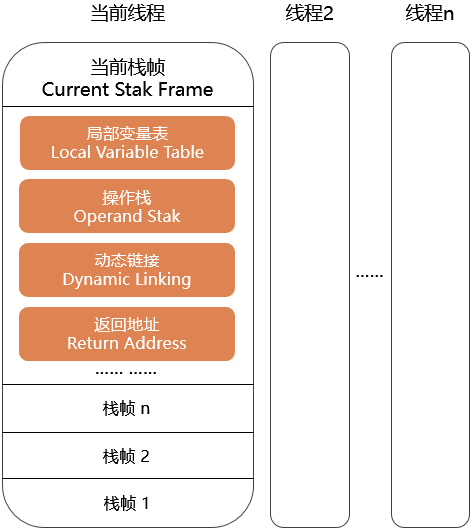 当前线程
线程2
线程n
当前栈帧
Current Stak Frame
局部变量表
Local Variable Table
操作栈
Operand Stak
动态链接
Dynamic Linking
返回地址
Return Address
…… ……
……
栈帧 n
栈帧 2
栈帧 1